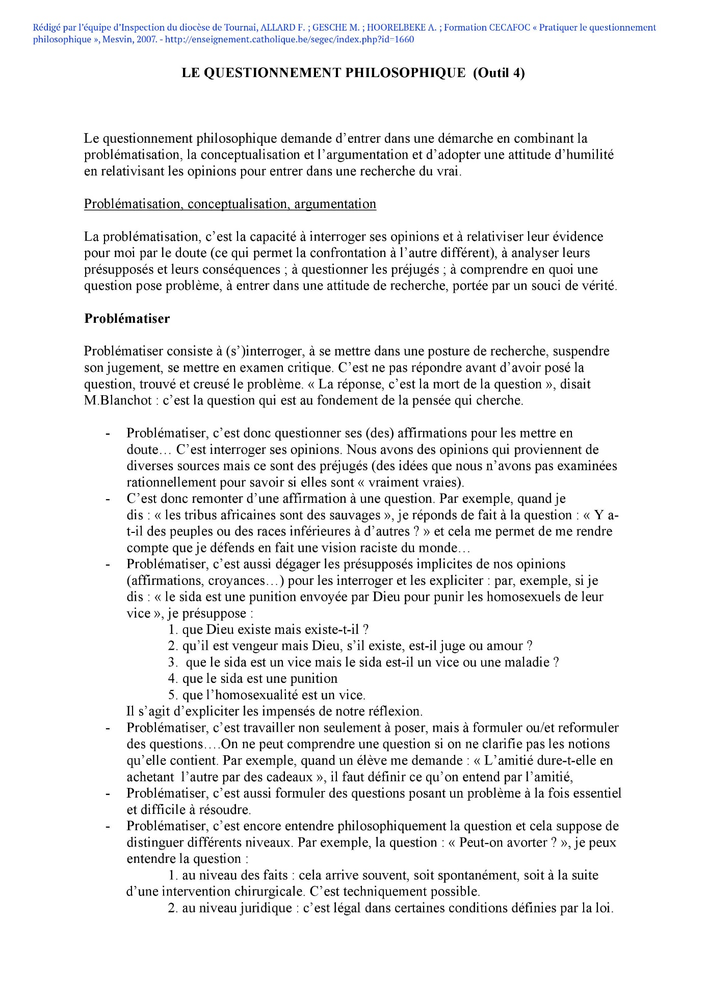 Rédigé par l’équipe d’Inspection du diocèse de Tournai, ALLARD F. ; GESCHE M. ; HOORELBEKE A. ; Formation CECAFOC « Pratiquer le questionnement
philosophique », Mesvin, 2007. - http://enseignement.catholique.be/segec/index.php?id=1660
LE QUESTIONNEMENT PHILOSOPHIQUE (Outil 4)
Le questionnement philosophique demande d’entrer dans une démarche en combinant la
problématisation, la conceptualisation et l’argumentation et d’adopter une attitude d’humilité
en relativisant les opinions pour entrer dans une recherche du vrai.
Problématisation, conceptualisation, argumentation
La problématisation, c’est la capacité à interroger ses opinions et à relativiser leur évidence
pour moi par le doute (ce qui permet la confrontation à l’autre différent), à analyser leurs
présupposés et leurs conséquences ; à questionner les préjugés ; à comprendre en quoi une
question pose problème, à entrer dans une attitude de recherche, portée par un souci de vérité.
Problématiser
Problématiser consiste à (s’)interroger, à se mettre dans une posture de recherche, suspendre
son jugement, se mettre en examen critique. C’est ne pas répondre avant d’avoir posé la
question, trouvé et creusé le problème. « La réponse, c’est la mort de la question », disait
M.Blanchot : c’est la question qui est au fondement de la pensée qui cherche.
- Problématiser, c’est donc questionner ses (des) affirmations pour les mettre en
doute… C’est interroger ses opinions. Nous avons des opinions qui proviennent de
diverses sources mais ce sont des préjugés (des idées que nous n’avons pas examinées
rationnellement pour savoir si elles sont « vraiment vraies).
- C’est donc remonter d’une affirmation à une question. Par exemple, quand je
dis : « les tribus africaines sont des sauvages », je réponds de fait à la question : « Y a-
t-il des peuples ou des races inférieures à d’autres ? » et cela me permet de me rendre
compte que je défends en fait une vision raciste du monde…
- Problématiser, c’est aussi dégager les présupposés implicites de nos opinions
(affirmations, croyances…) pour les interroger et les expliciter : par, exemple, si je
dis : « le sida est une punition envoyée par Dieu pour punir les homosexuels de leur
vice », je présuppose :
1. que Dieu existe mais existe-t-il ?
2. qu’il est vengeur mais Dieu, s’il existe, est-il juge ou amour ?
3. que le sida est un vice mais le sida est-il un vice ou une maladie ?
4. que le sida est une punition
5. que l’homosexualité est un vice.
Il s’agit d’expliciter les impensés de notre réflexion.
- Problématiser, c’est travailler non seulement à poser, mais à formuler ou/et reformuler
des questions….On ne peut comprendre une question si on ne clarifie pas les notions
qu’elle contient. Par exemple, quand un élève me demande : « L’amitié dure-t-elle en
achetant l’autre par des cadeaux », il faut définir ce qu’on entend par l’amitié,
- Problématiser, c’est aussi formuler des questions posant un problème à la fois essentiel
et difficile à résoudre.
- Problématiser, c’est encore entendre philosophiquement la question et cela suppose de
distinguer différents niveaux. Par exemple, la question : « Peut-on avorter ? », je peux
entendre la question :
1. au niveau des faits : cela arrive souvent, soit spontanément, soit à la suite
d’une intervention chirurgicale. C’est techniquement possible.
2. au niveau juridique : c’est légal dans certaines conditions définies par la loi.